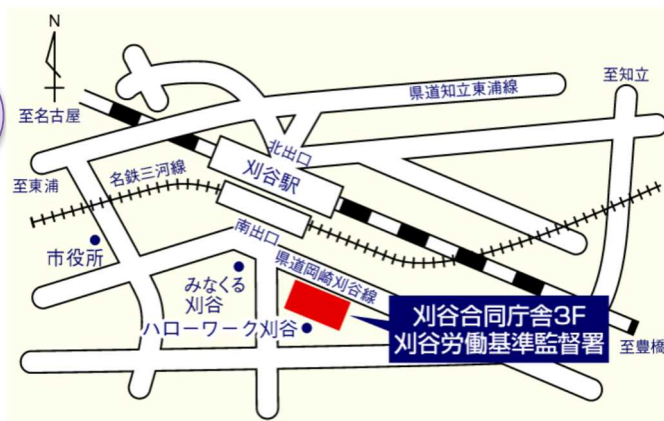 N
至名古屋
県道知立東浦線
至知立
北出口
刈谷駅
至東浦
名鉄三河線
南出口
市役所
県道岡崎刈谷線
みなくる
刈谷
ハローワーク刈谷
刈谷合同庁舎3F
刈谷労働基準監督署
至豊橋